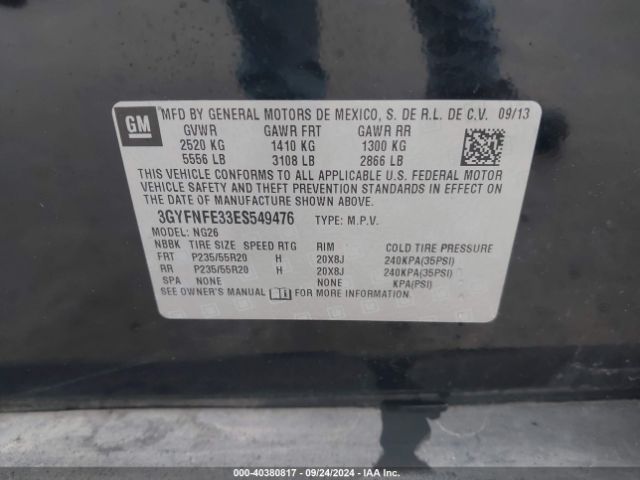 GM
MFD BY GENERAL MOTORS DE MEXICO, S. DE R.L. DE C.V. 09/13
GVWR GAWR FRT GAWR RR
2520 KG 1410 KG 1300 KG
5556 LB 3108 LB 2866 LB
THIS VEHICLE CONFORMS TO ALL APPLICABLE U.S. FEDERAL MOTOR
VEHICLE SAFETY AND THEFT PREVENTION STANDARDS IN EFFECT ON
THE DATE OF MANUFACTURE SHOWN ABOVE.
3GYFNFE33ES549476 TYPE: M.P.V.
MODEL: NG26
NBBK TIRE SIZE SPEED RTG RIM COLD TIRE PRESSURE
FRT P235/55R20 H 20X8J 240KPA(35PSI)
RR P235/55R20 H 20X8J 240KPA(35PSI)
SPA NONE NONE KPA(PSI)
SEE OWNER'S MANUAL FOR MORE INFORMATION.
000-40380817 - 09/24/2024 - IAA